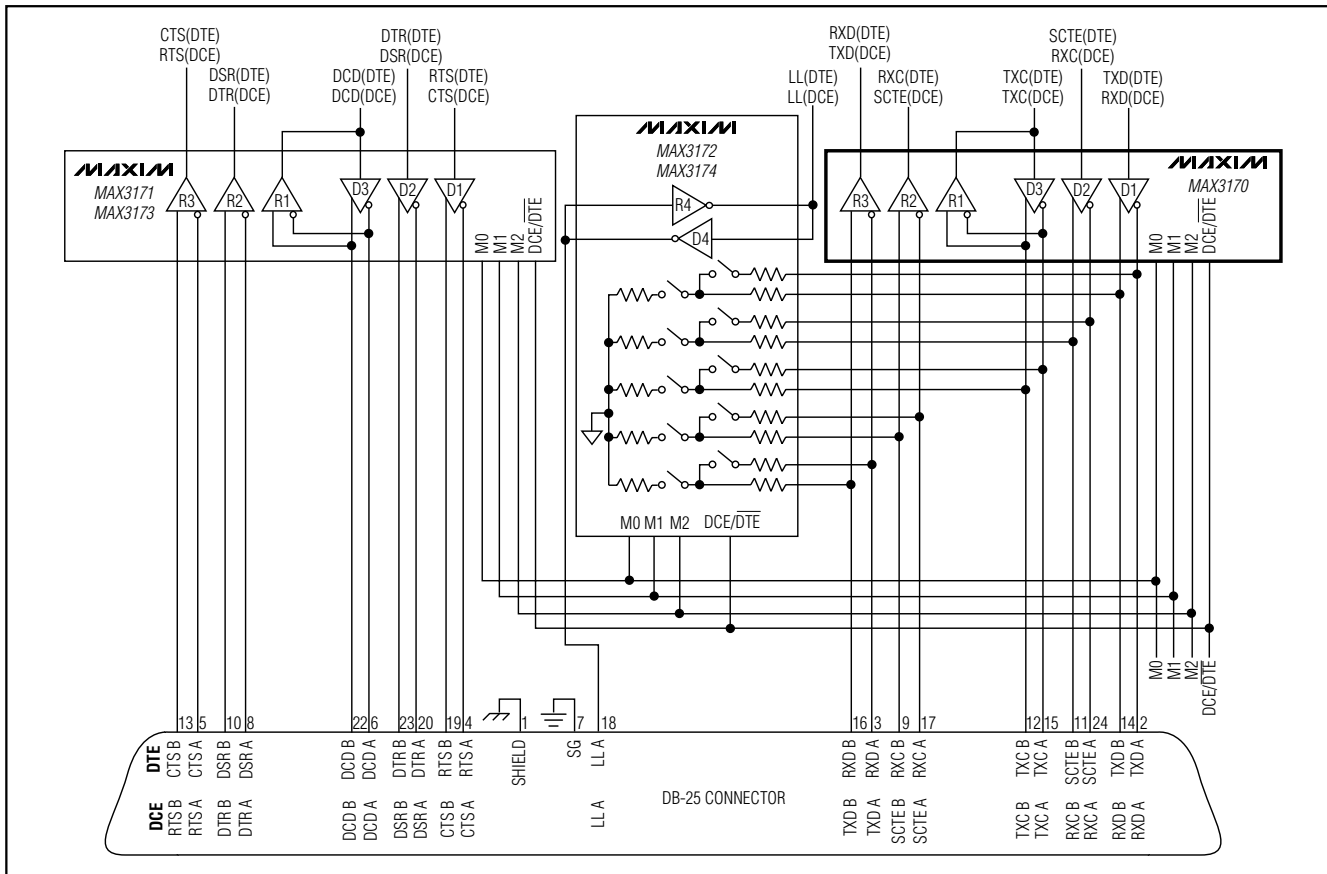 CTS(DTE)
RTS(DCE)
DSR(DTE)
DTR(DCE)
DCD(DTE)
DCD(DCE)
DTR(DTE)
DSR(DCE)
RTS(DTE)
CTS(DCE)
LL(DTE)
LL(DCE)
RXD(DTE)
TXD(DCE)
RXC(DTE)
SCTE(DCE)
TXC(DTE)
TXC(DCE)
SCTE(DTE)
RXC(DCE)
TXD(DTE)
RXD(DCE)
MAXIM
MAX3171
MAX3173
R3
R2
R1
D3
D2
D1
M0
M1
M2
DCE/DTE
MAXIM
MAX3172
MAX3174
R4
D4
M0 M1 M2 DCE/DTE
MAXIM
MAX3170
R3
R2
R1
D3
D2
D1
M0
M1
M2
DCE/DTE
M0
M1
M2
DCE/DTE
13 5 10 8 22 6 23 20 19 4 1 7 18 16 3 9 17 12 15 11 24 14 2
DTE
CTS B
CTS A
DSR B
DSR A
DCD B
DCD A
DTR B
DTR A
RTS B
RTS A
SHIELD
SG
LL A
RXD B
RXD A
RXC B
RXC A
TXC B
TXC A
SCTE B
SCTE A
TXD B
TXD A
DB-25 CONNECTOR
DCE
RTS B
RTS A
DTR B
DTR A
DCD B
DCD A
DSR B
DSR A
CTS B
CTS A
LL A
TXD B
TXD A
SCTE B
SCTE A
TXC B
TXC A
RXC B
RXC A
RXD B
RXD A